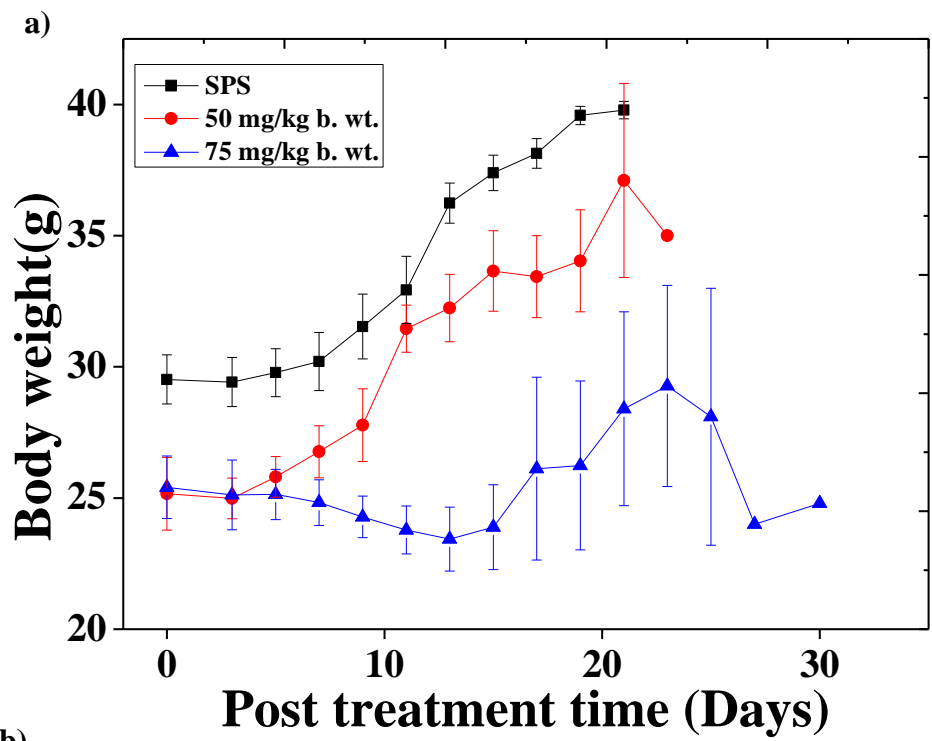 a)
SPS
50 mg/kg b. wt.
75 mg/kg b. wt.
40
35
30
25
20
Body weight(g)
0 10 20 30
Post treatment time (Days)
b)